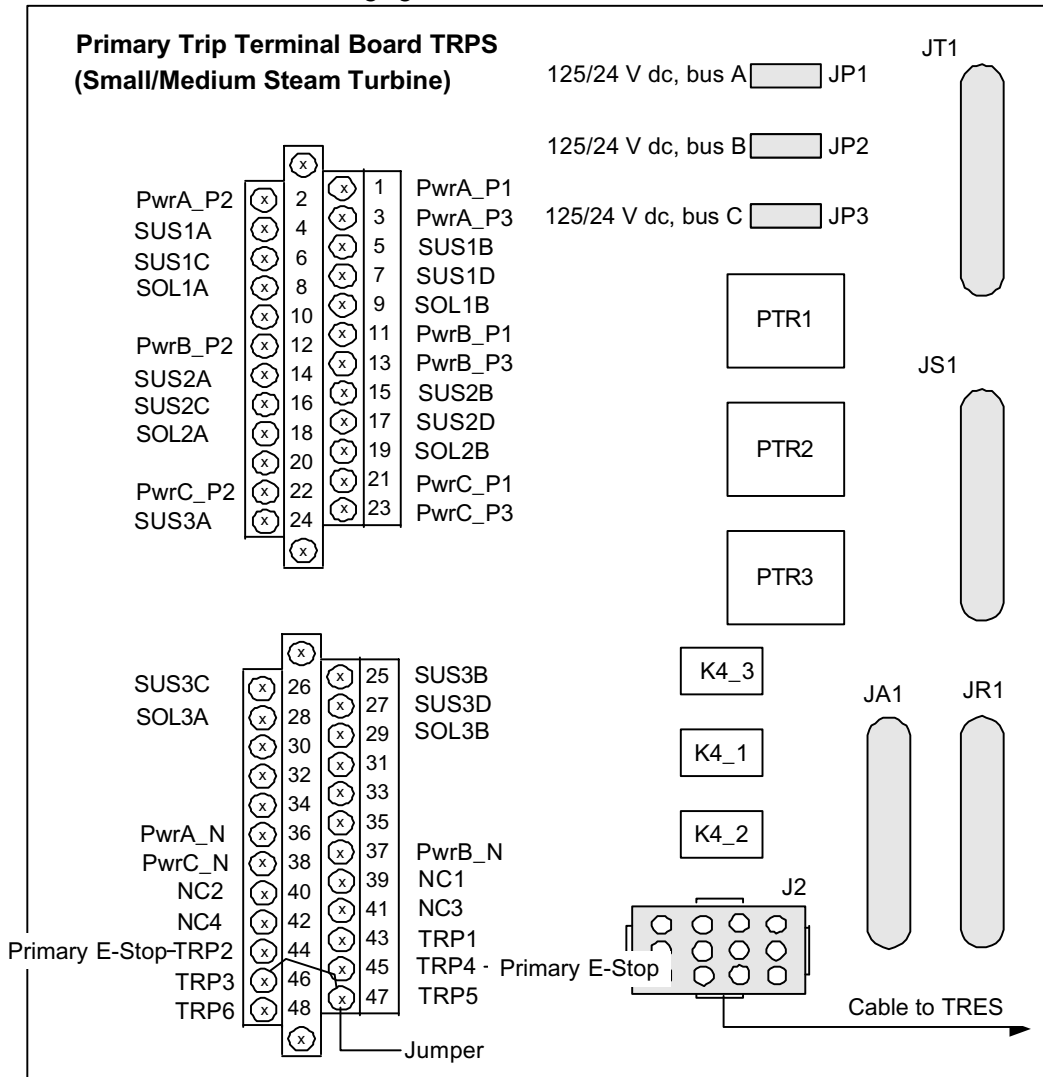 Primary Trip Terminal Board TRPS
(Small/Medium Steam Turbine)
125/24 V dc, bus A JP1
125/24 V dc, bus B JP2
125/24 V dc, bus C JP3
JT1
x
PwrA_P2 x 2 x 1 PwrA_P1
SUS1A x 4 x 3 PwrA_P3
SUS1C x 6 x 5 SUS1B
SOL1A x 8 x 7 SUS1D
x 10 x 9 SOL1B
PwrB_P2 x 12 x 11 PwrB_P1
SUS2A x 14 x 13 PwrB_P3
SUS2C x 16 x 15 SUS2B
SOL2A x 18 x 17 SUS2D
x 20 x 19 SOL2B
PwrC_P2 x 22 x 21 PwrC_P1
SUS3A x 24 x 23 PwrC_P3
x
PTR1
JS1
PTR2
PTR3
x
SUS3C x 26 x 25 SUS3B
SOL3A x 28 x 27 SUS3D
x 30 x 29 SOL3B
x 32 x 31
x 34 x 33
PwrA_N x 36 x 35
PwrC_N x 38 x 37 PwrB_N
NC2 x 40 x 39 NC1
NC4 x 42 x 41 NC3
Primary E-Stop-TRP2 x 44 x 43 TRP1
TRP3 x 46 x 45 TRP4 - Primary E-Stop
TRP6 x 48 x 47 TRP5
x
Jumper
K4_3
K4_1
K4_2
JA1
JR1
J2
Cable to TRES